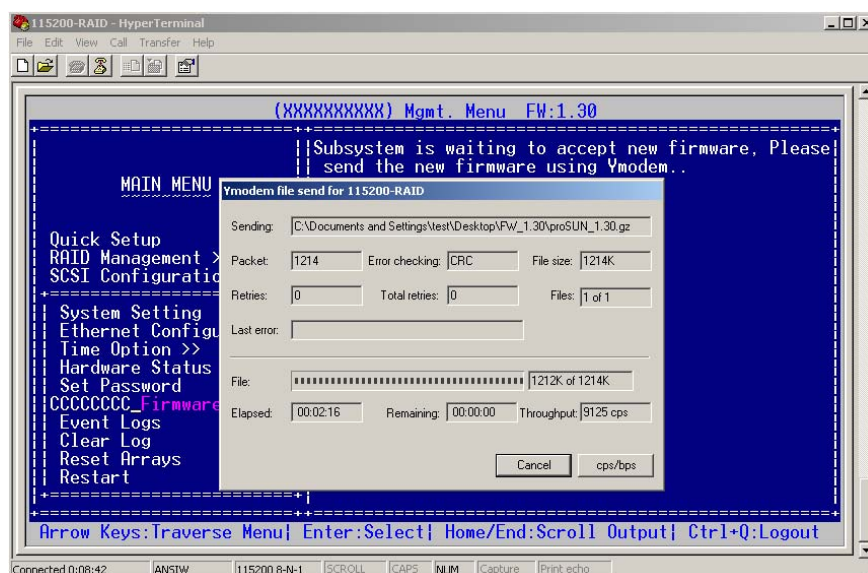 115200-RAID - HyperTerminal
File Edit View Call Transfer Help
(XXXXXXXXXX) Mgmt. Menu FW:1.30
Subsystem is waiting to accept new firmware, Please
send the new firmware using Ymodem..
MAIN MENU
Quick Setup
RAID Management >
SCSI Configuratio
System Setting
Ethernet Configu
Time Option >>
Hardware Status
Set Password
CCCCCCCC_Firmware
Event Logs
Clear Log
Reset Arrays
Restart
Ymodem file send for 115200-RAID
Sending: C:\Documents and Settings\test\Desktop\FW_1.30\proSUN_1.30.gz
Packet: 1214 Error checking: CRC File size: 1214K
Retries: 0 Total retries: 0 Files: 1 of 1
Last error:
File: 1212K of 1214K
Elapsed: 00:02:16 Remaining: 00:00:00 Throughput: 9125 cps
Cancel cps/bps
Arrow Keys:Traverse Menu| Enter:Select| Home/End:Scroll Output| Ctrl+Q:Logout
Connected 0:08:42 ANSIW 115200 8-N-1 SCROLL CAPS NUM Capture Print echo